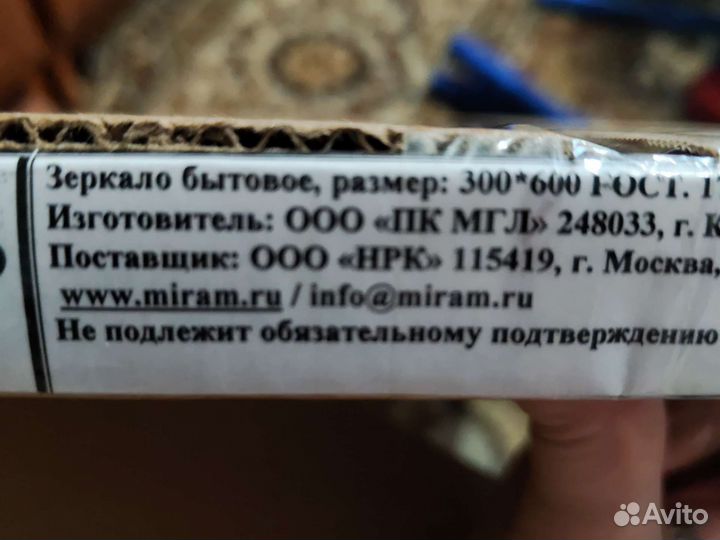 Зеркало бытовое, размер: 300*600 ГОСТ. 17
Изготовитель: ООО «ПК МГЛ» 248033, г. К
Поставщик: ООО «НРК» 115419, г. Москва,
www.miram.ru / info@miram.ru
Не подлежит обязательному подтверждению
Avito